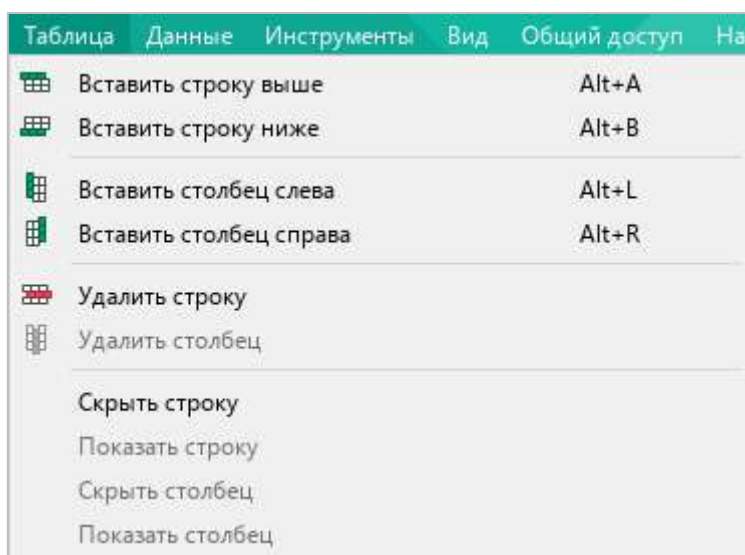 Таблица Данные Инструменты Вид Общий доступ
Вставить строку выше Alt+A
Вставить строку ниже Alt+B
Вставить столбец слева Alt+L
Вставить столбец справа Alt+R
Удалить строку
Удалить столбец
Скрыть строку
Показать строку
Скрыть столбец
Показать столбец